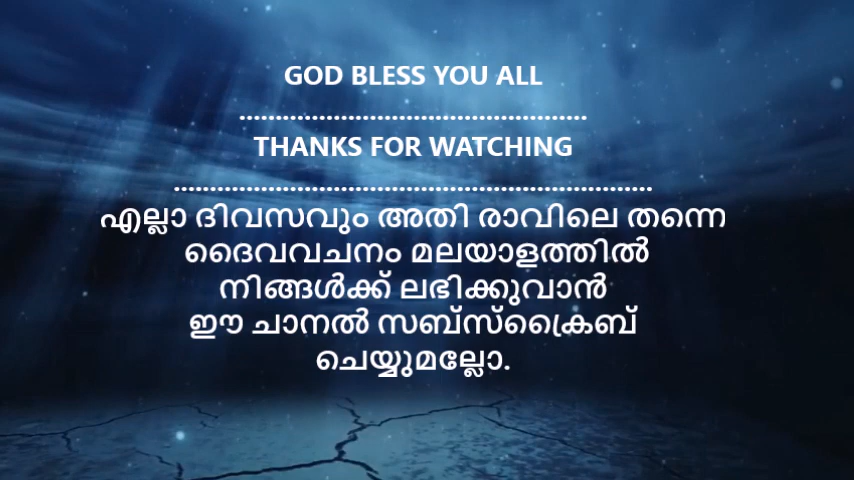 GOD BLESS YOU ALL
................................................
THANKS FOR WATCHING
..................................................................
എല്ലാ ദിവസവും അതി രാവിലെ തന്നെ
ദൈവവചനം മലയാളത്തിൽ
നിങ്ങൾക്ക് ലഭിക്കുവാൻ
ഈ ചാനൽ സബ്സ്ക്രൈബ്
ചെയ്യുമല്ലോ.